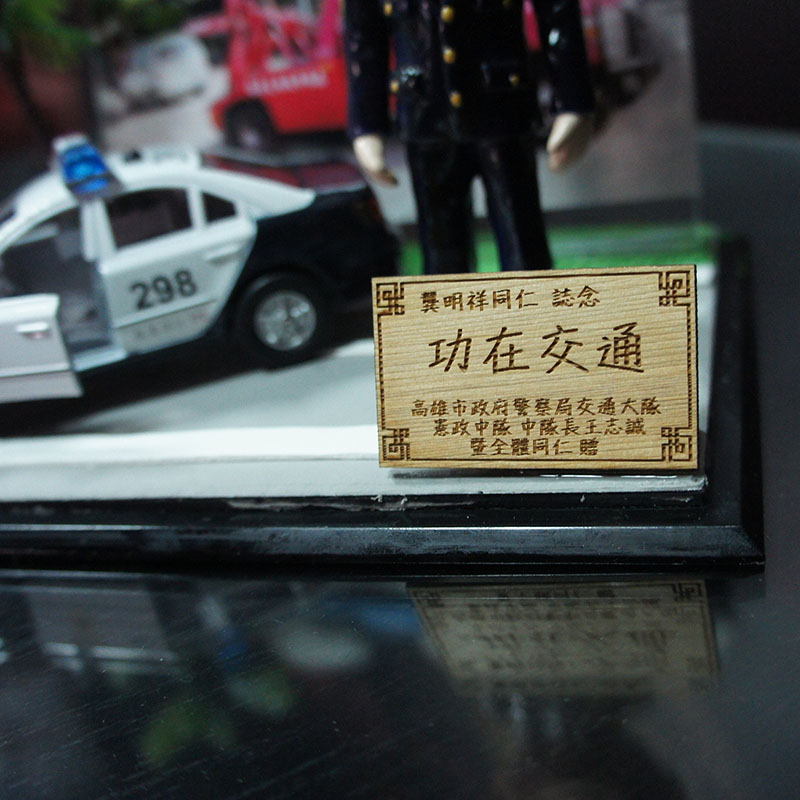 298
龔明祥同仁 誌念
功在交通
高雄市政府警察局交通大隊
憲政中隊 中隊長王志誠
暨全體同仁 贈